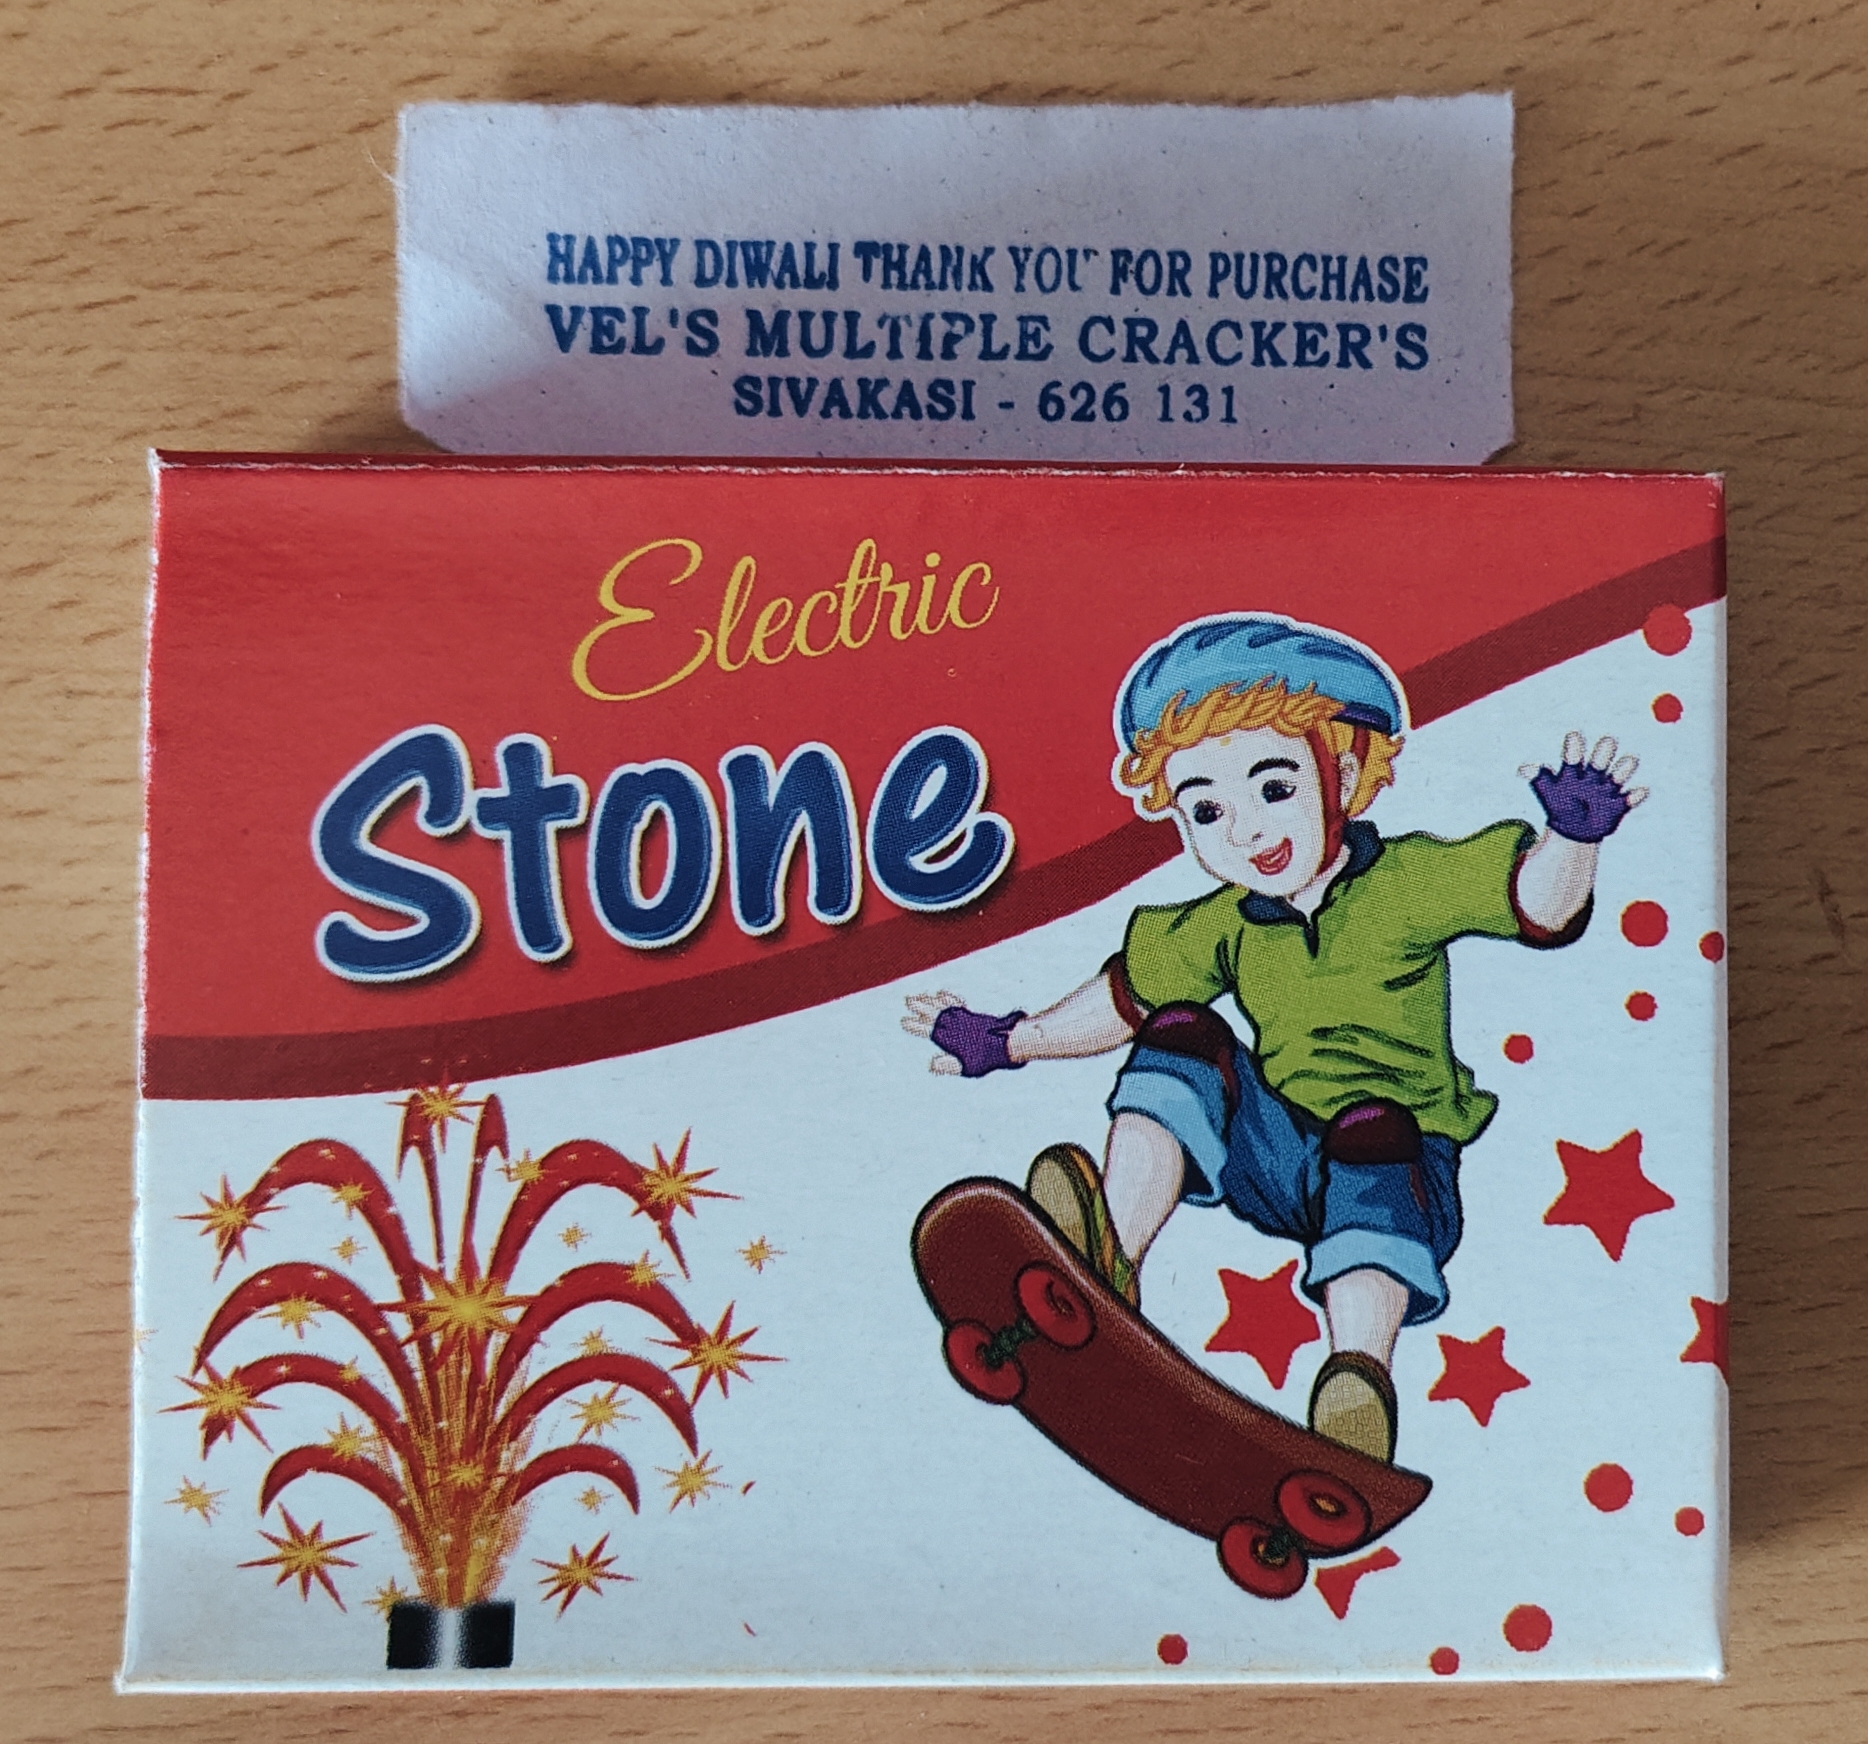 HAPPY DIWALI THANK YOU FOR PURCHASE
VEL'S MULTIPLE CRACKER'S
SIVAKASI - 626 131
Electric
Stone